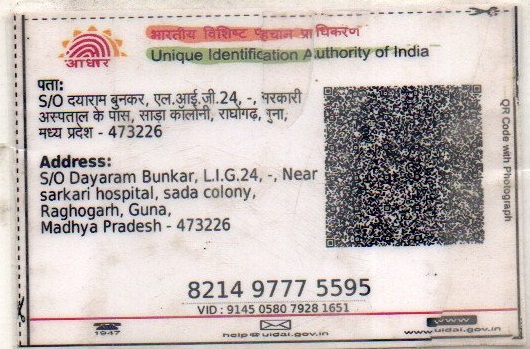 भारतीय विशिष्ट पहचान प्राधिकरण
Unique Identification Authority of India
आधार
पता:
S/O दयाराम बुनकर, एल.आई.जी.24, -, सरकारी
अस्पताल के पास, साड़ा कॉलोनी, राघोगढ़, गुना,
मध्य प्रदेश - 473226
Address:
S/O Dayaram Bunkar, L.I.G.24, -, Near
sarkari hospital, sada colony,
Raghogarh, Guna,
Madhya Pradesh - 473226
QR Code with Photograph
8214 9777 5595
VID : 9145 0580 7928 1651
1947
help@uidai.gov.in
www.uidai.gov.in